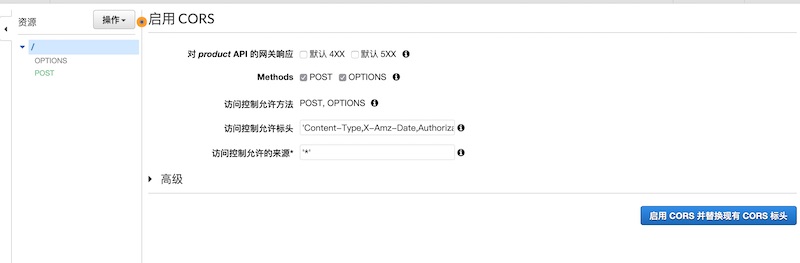 资源
操作
/
OPTIONS
POST
启用 CORS
对 product API 的网关响应 默认 4XX 默认 5XX
Methods POST OPTIONS
访问控制允许方法 POST, OPTIONS
访问控制允许标头 'Content-Type,X-Amz-Date,Authoriza
访问控制允许的来源* '*'
高级
启用 CORS 并替换现有 CORS 标头